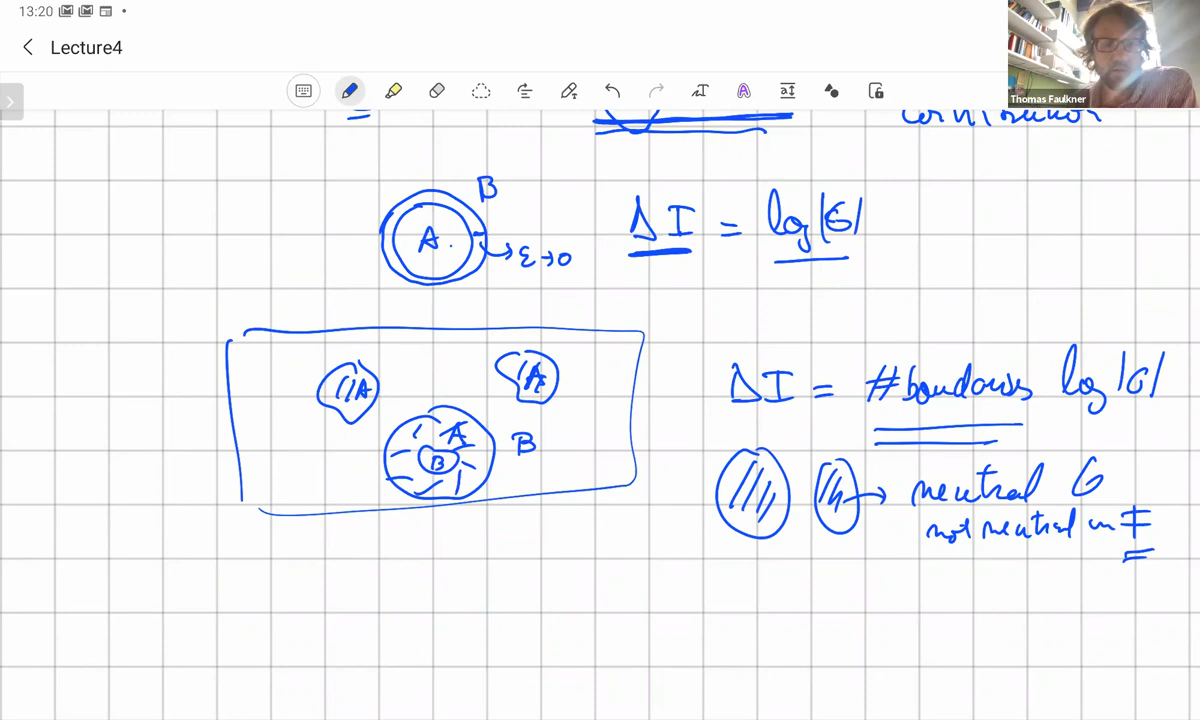 13:20
Lecture4
Thomas Faulkner
B
A
ε→0
ΔI = log|G|
A
A
A
B
B
ΔI = #boundaries log|G|
→ neutral G
not neutral in F